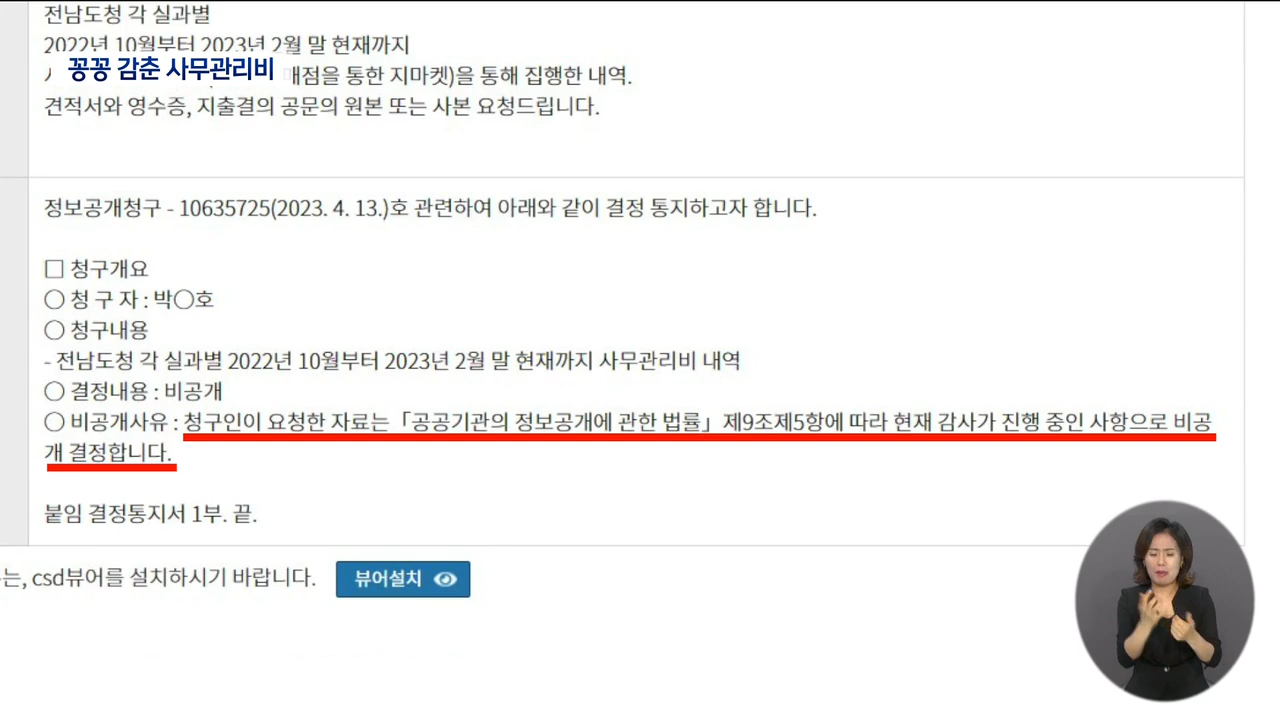 전남도청 각 실과별
2022년 10월부터 2023년 2월 말 현재까지
꽁꽁 감춘 사무관리비
매점을 통한 지마켓)을 통해 집행한 내역.
견적서와 영수증, 지출결의 공문의 원본 또는 사본 요청드립니다.
정보공개청구 - 10635725(2023. 4. 13.)호 관련하여 아래와 같이 결정 통지하고자 합니다.
□ 청구개요
○ 청 구 자 : 박○호
○ 청구내용
- 전남도청 각 실과별 2022년 10월부터 2023년 2월 말 현재까지 사무관리비 내역
○ 결정내용 : 비공개
○ 비공개사유 : 청구인이 요청한 자료는「공공기관의 정보공개에 관한 법률」제9조제5항에 따라 현재 감사가 진행 중인 사항으로 비공
개 결정합니다.
붙임 결정통지서 1부. 끝.
는, csd뷰어를 설치하시기 바랍니다. 뷰어설치